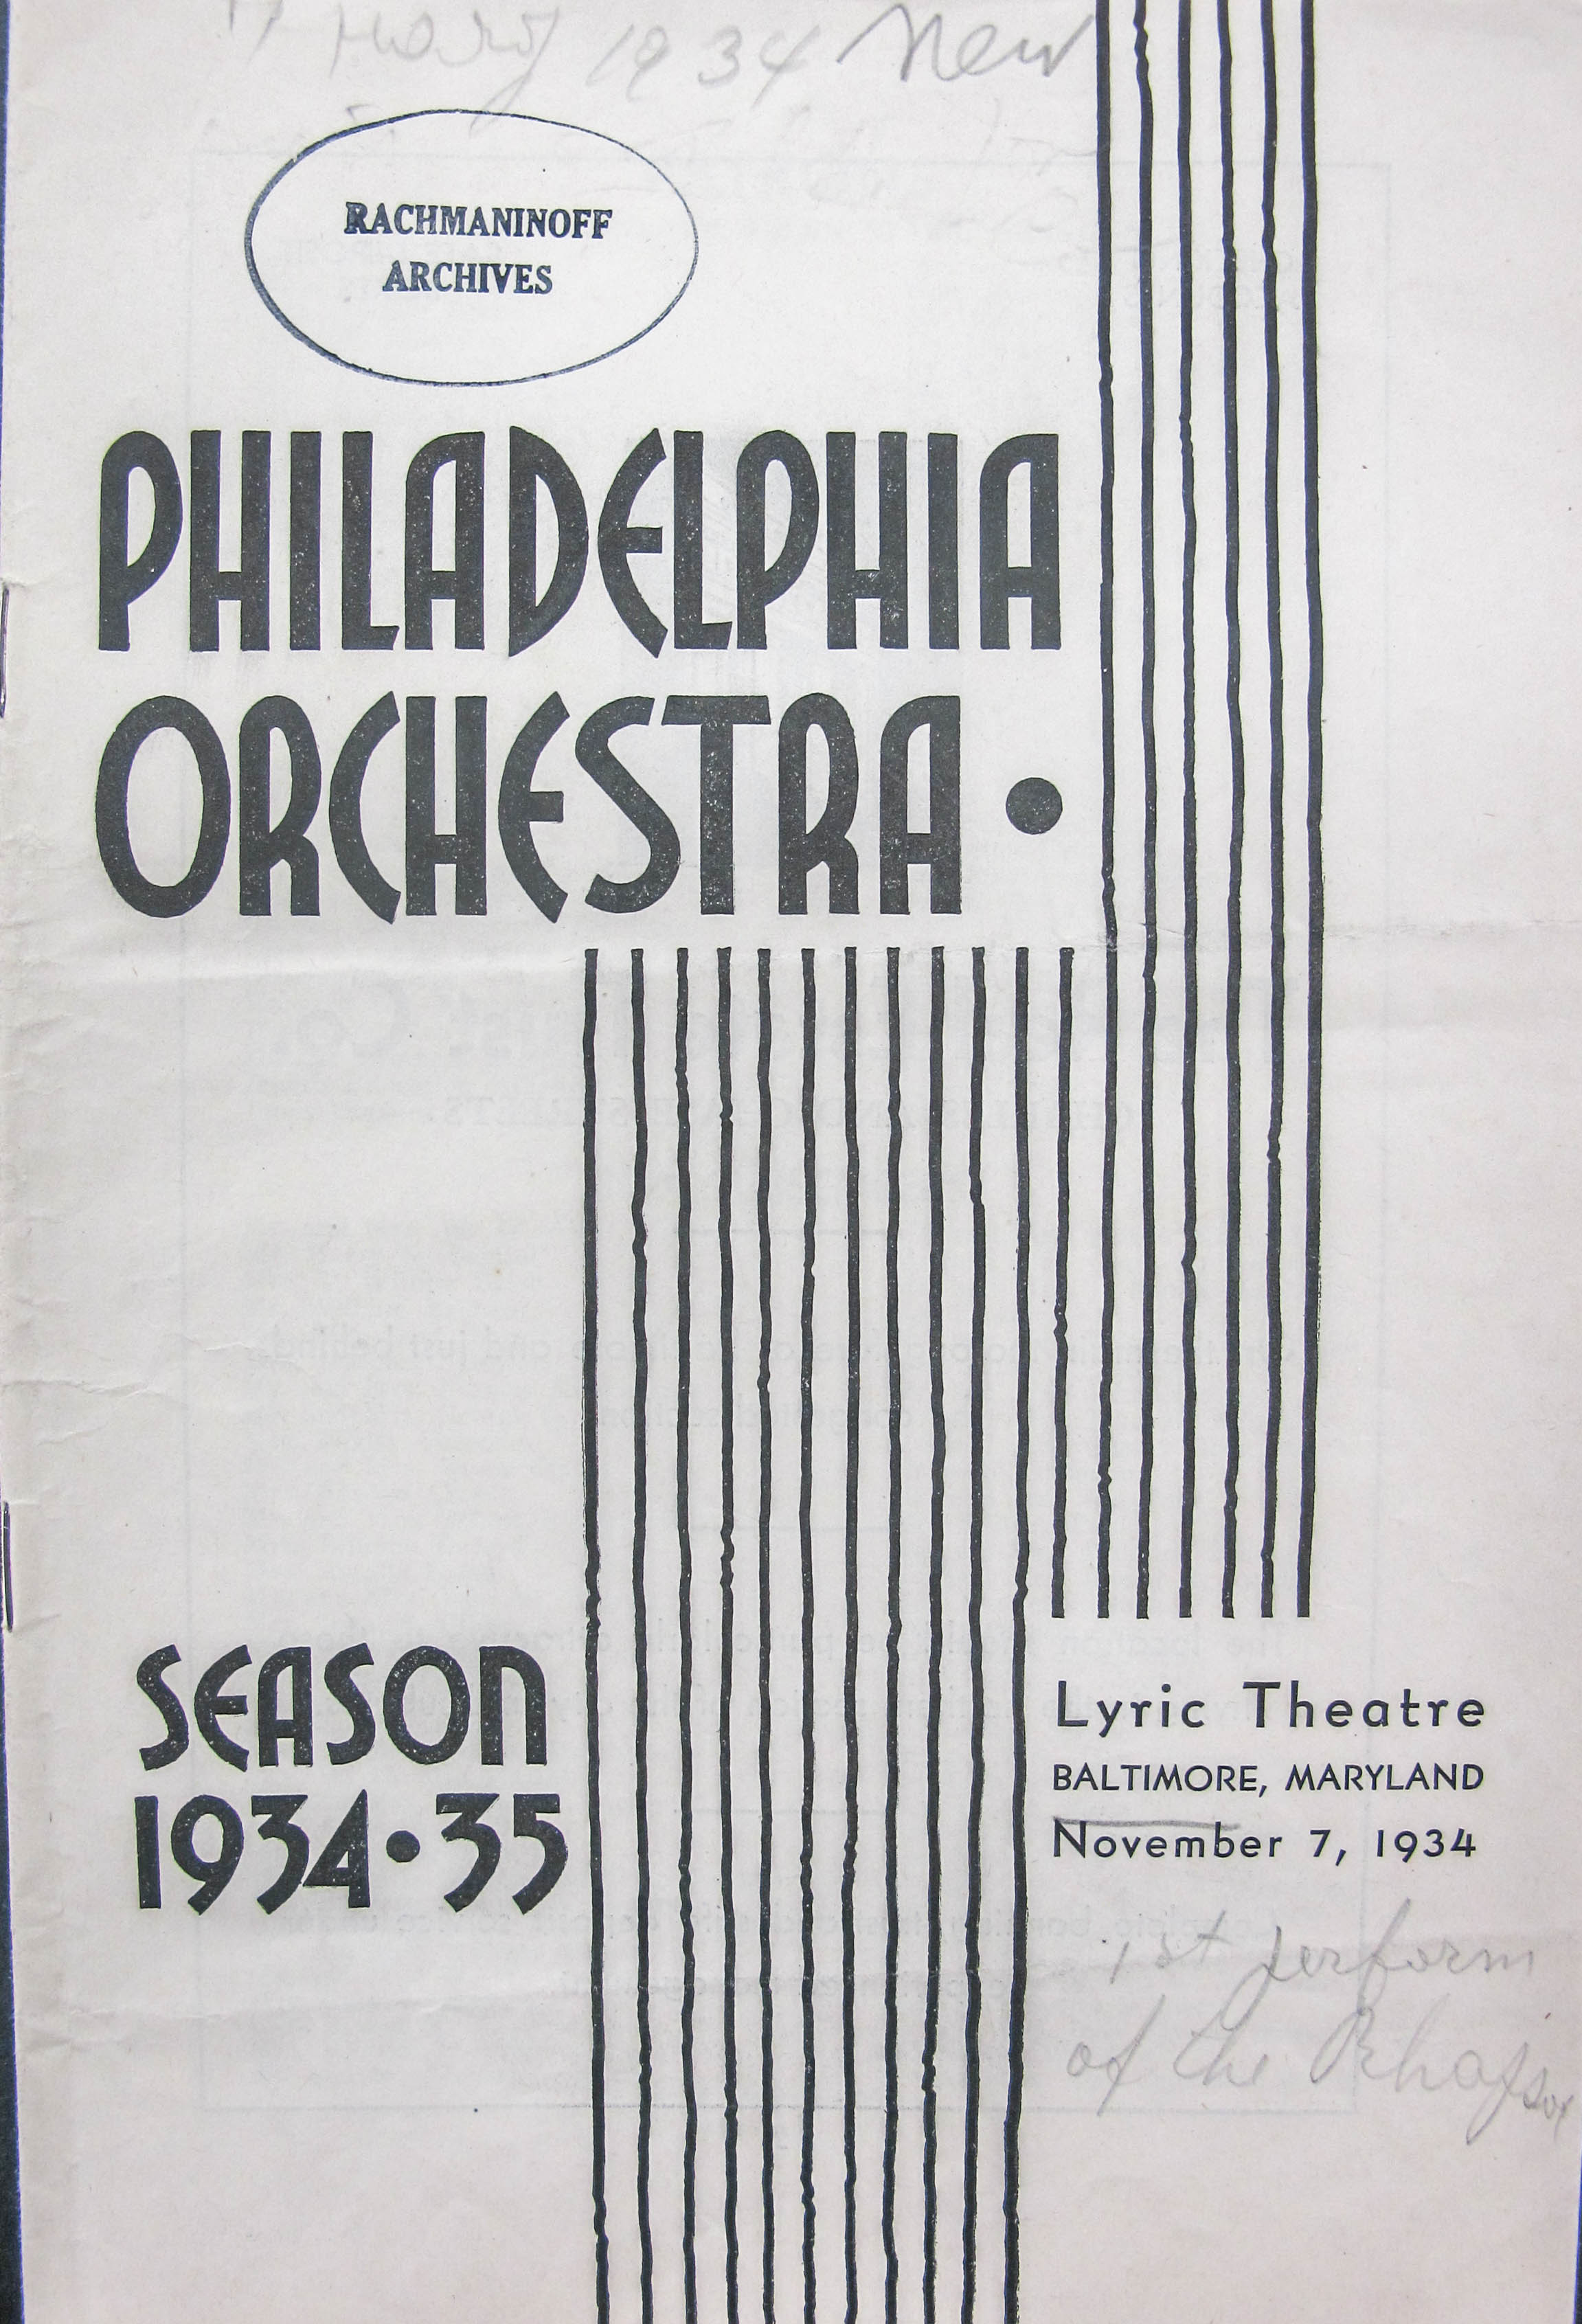 1934 New
RACHMANINOFF
ARCHIVES
PHILADELPHIA
ORCHESTRA •
SEASON
1934•35
Lyric Theatre
BALTIMORE, MARYLAND
November 7, 1934
1st perform
of the Rhapso